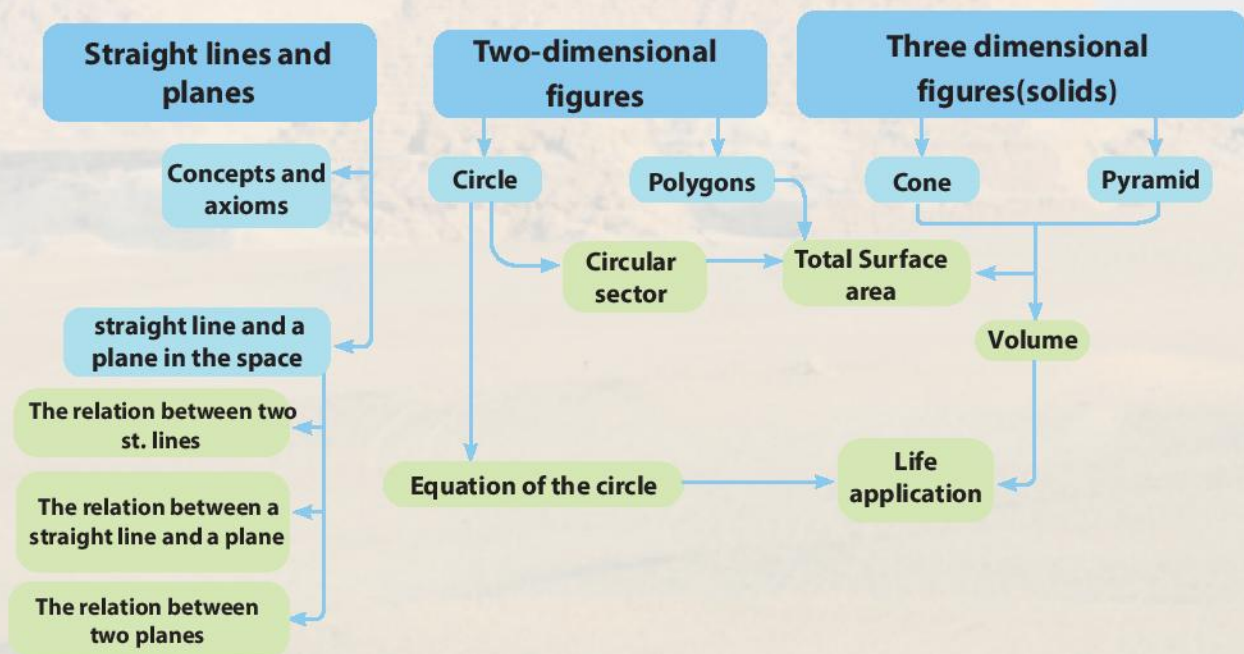 Straight lines and
planes
Concepts and
axioms
straight line and a
plane in the space
The relation between two
st. lines
The relation between a
straight line and a plane
The relation between
two planes
Two-dimensional
figures
Circle
Polygons
Circular
sector
Total Surface
area
Equation of the circle
Three dimensional
figures(solids)
Cone
Pyramid
Volume
Life
application